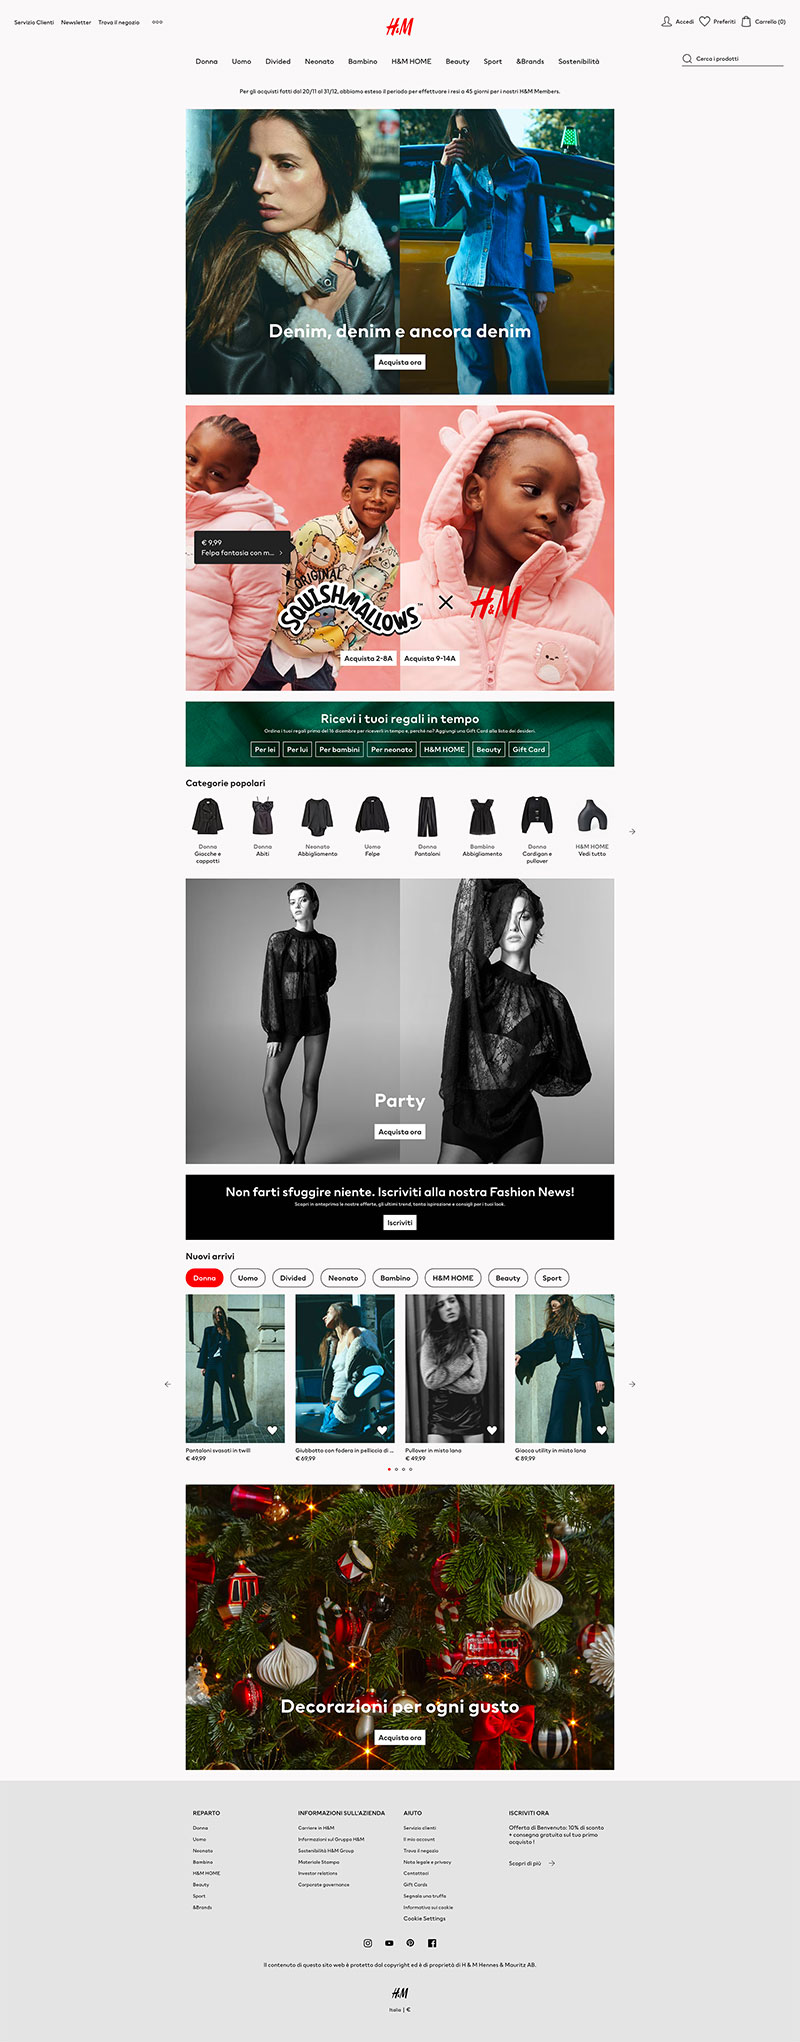 Servizio Clienti Newsletter Trova il negozio
H&M
Accedi Preferiti Carrello (0)
Donna Uomo Divided Neonato Bambino H&M HOME Beauty Sport &Brands Sostenibilità
Cerca i prodotti
Per gli acquisti fatti dal 20/11 al 31/12, abbiamo esteso il periodo per effettuare i resi a 45 giorni per i nostri H&M Members.
Denim, denim e ancora denim
Acquista ora
€ 9,99
Felpa fantasia con m...
ORIGINAL
SQUISHMALLOWS™ × H&M
Acquista 2-8A Acquista 9-14A
Ricevi i tuoi regali in tempo
Ordina i tuoi regali prima del 16 dicembre per riceverli in tempo e, perché no? Aggiungi una Gift Card alla lista dei desideri.
Per lei Per lui Per bambini Per neonato H&M HOME Beauty Gift Card
Categorie popolari
Donna Donna Neonato Uomo Donna Bambino Donna H&M HOME
Giacche e Abiti Abbigliamento Felpe Pantaloni Abbigliamento Cardigan e Vedi tutto
cappotti pullover
Party
Acquista ora
Non farti sfuggire niente. Iscriviti alla nostra Fashion News!
Scopri in anteprima le nostre offerte, gli ultimi trend, tanta ispirazione e consigli per i tuoi look.
Iscriviti
Nuovi arrivi
Donna Uomo Divided Neonato Bambino H&M HOME Beauty Sport
Pantaloni svasati in twill Giubbotto con fodera in pelliccia di ... Pullover in misto lana Giacca utility in misto lana
€ 49,99 € 69,99 € 49,99 € 89,99
Decorazioni per ogni gusto
Acquista ora
REPARTO
Donna
Uomo
Neonato
Bambino
H&M HOME
Beauty
Sport
&Brands
INFORMAZIONI SULL'AZIENDA
Carriere in H&M
Informazioni sul Gruppo H&M
Sostenibilità H&M Group
Materiale Stampa
Investor relations
Corporate governance
AIUTO
Servizio clienti
Il mio account
Trova il negozio
Nota legale e privacy
Contattaci
Gift Cards
Segnala una truffa
Informativa sui cookie
Cookie Settings
ISCRIVITI ORA
Offerta di Benvenuto: 10% di sconto
+ consegna gratuita sul tuo primo
acquisto !
Scopri di più
Il contenuto di questo sito web è protetto dal copyright ed è di proprietà di H & M Hennes & Mauritz AB.
H&M
Italia | €